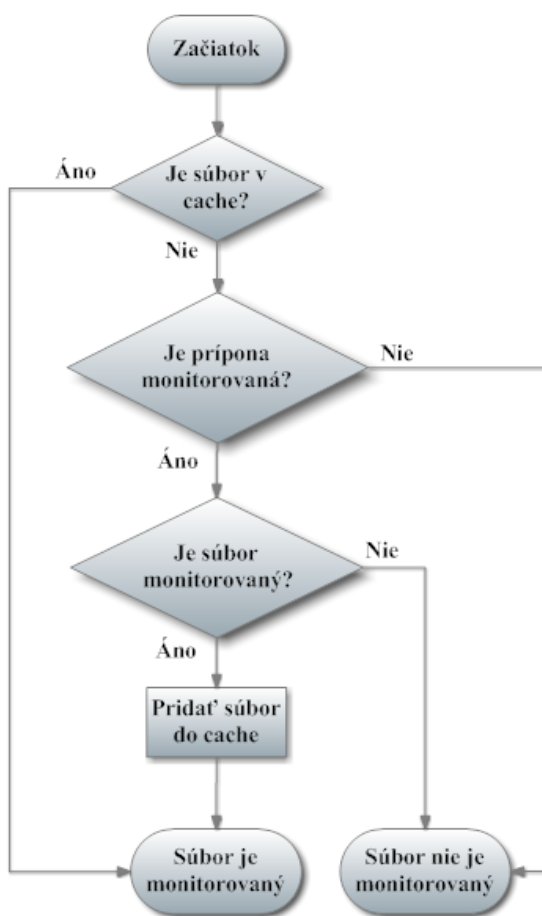 Začiatok
Áno
Je súbor v
cache?
Nie
Je prípona
monitorovaná?
Nie
Áno
Je súbor
monitorovaný?
Nie
Áno
Pridať súbor
do cache
Súbor je
monitorovaný
Súbor nie je
monitorovaný